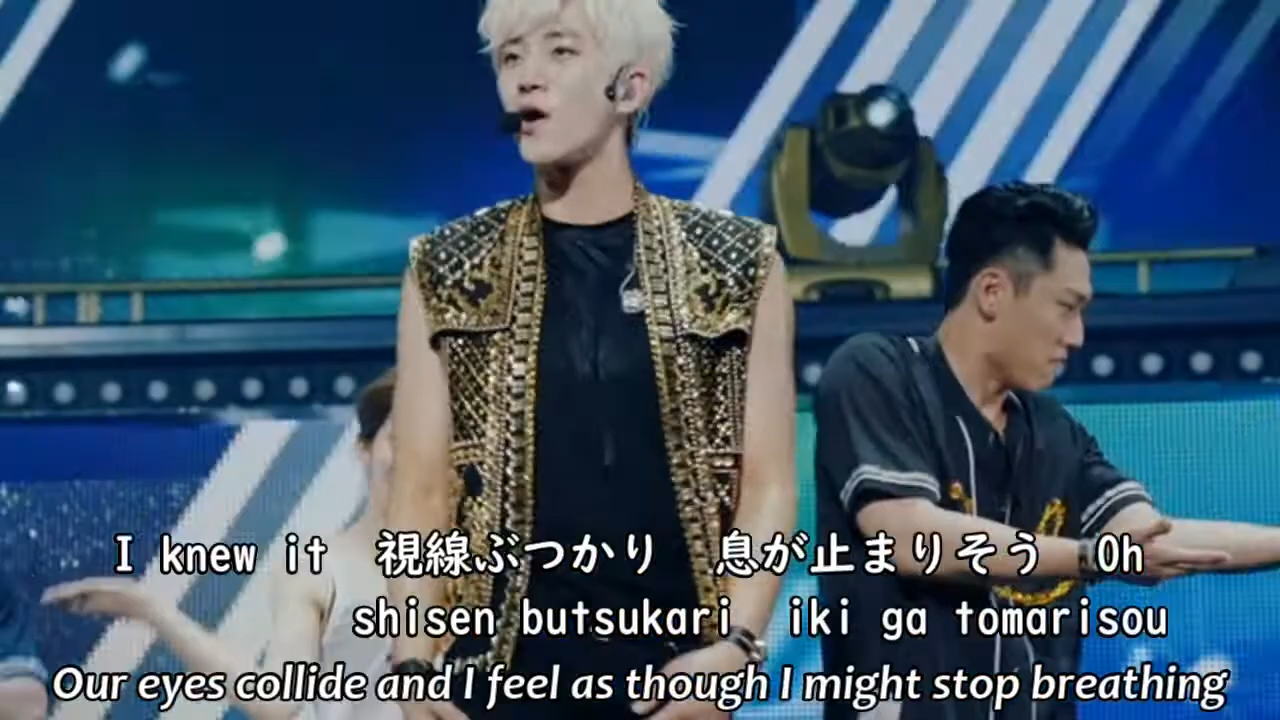 I knew it 視線ぶつかり 息が止まりそう Oh
shisen butsukari iki ga tomarisou
Our eyes collide and I feel as though I might stop breathing